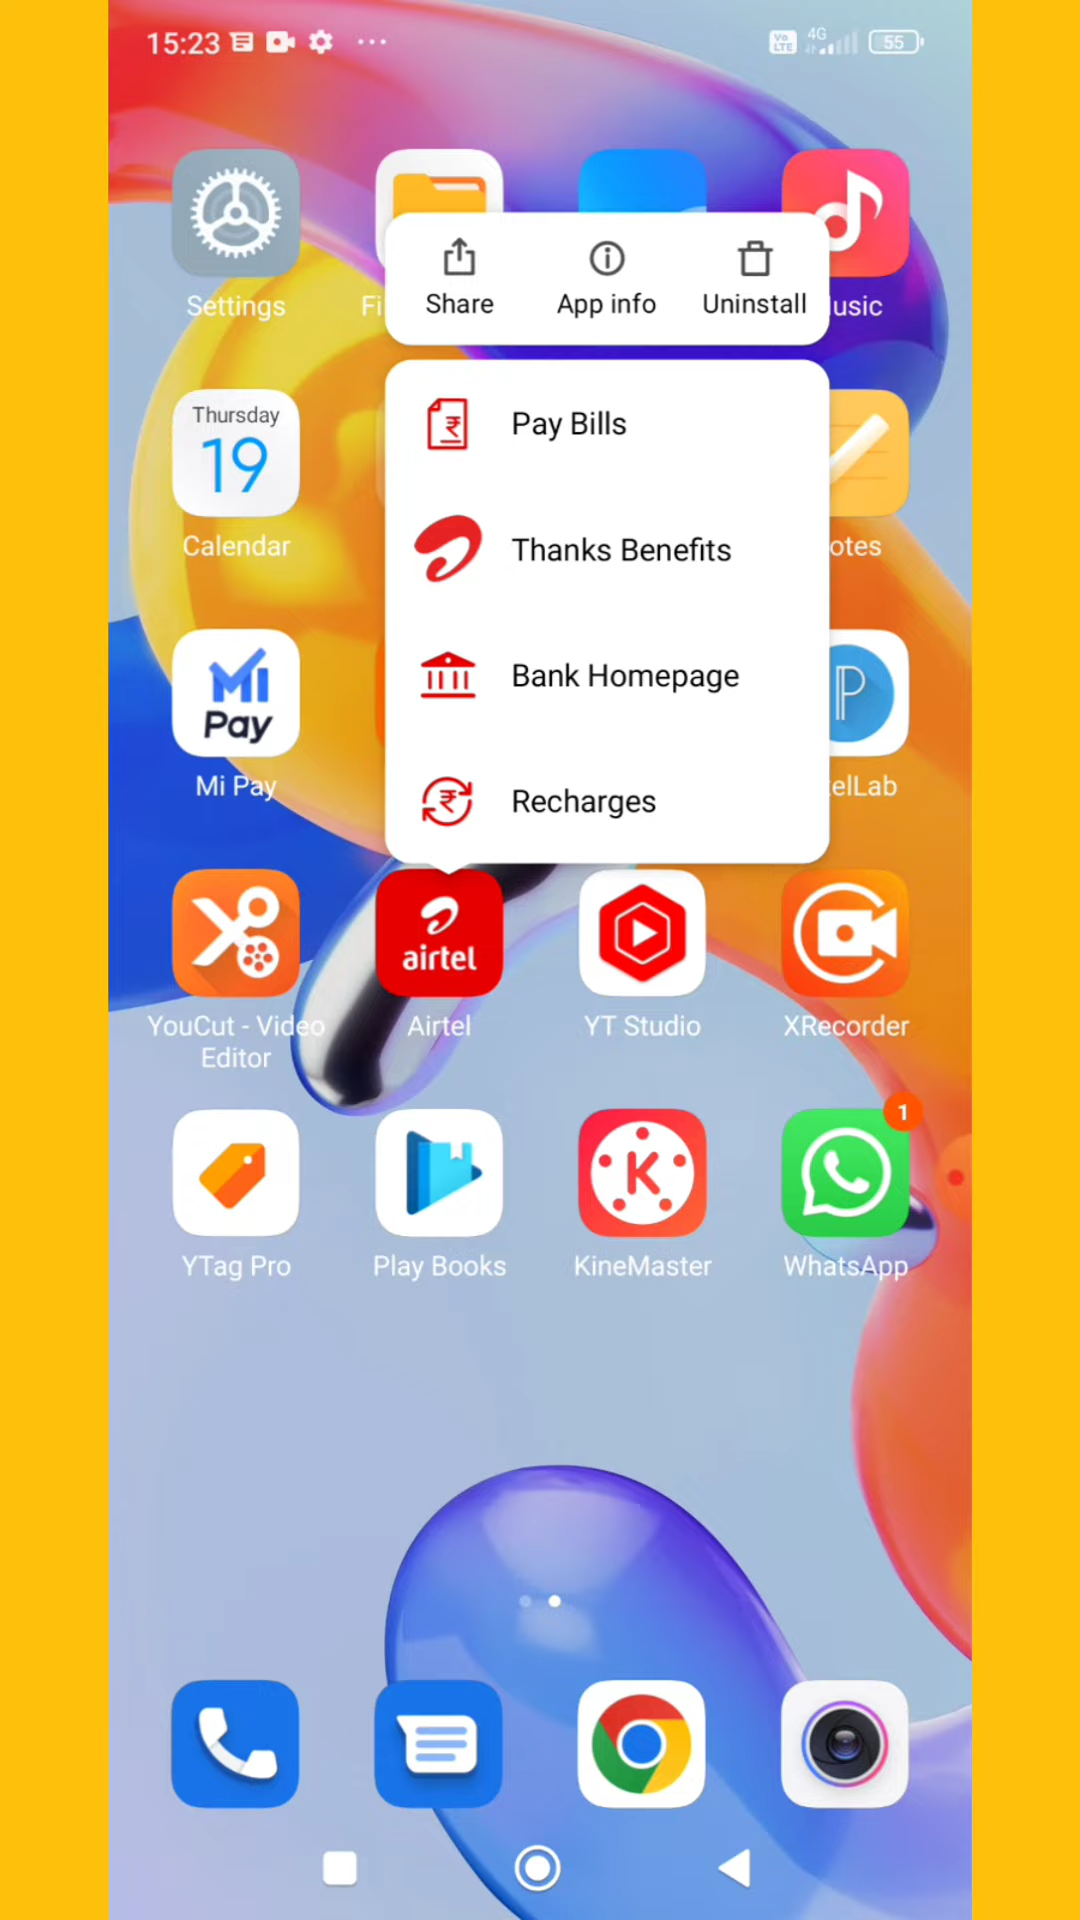 15:23
Vo
LTE
4G
55
Settings
Fi
Share
App info
Uninstall
usic
Thursday
19
Calendar
Pay Bills
Thanks Benefits
Bank Homepage
Recharges
otes
MI
Pay
Mi Pay
P
elLab
airtel
YouCut - Video
Editor
Airtel
YT Studio
XRecorder
1
K
YTag Pro
Play Books
KineMaster
WhatsApp